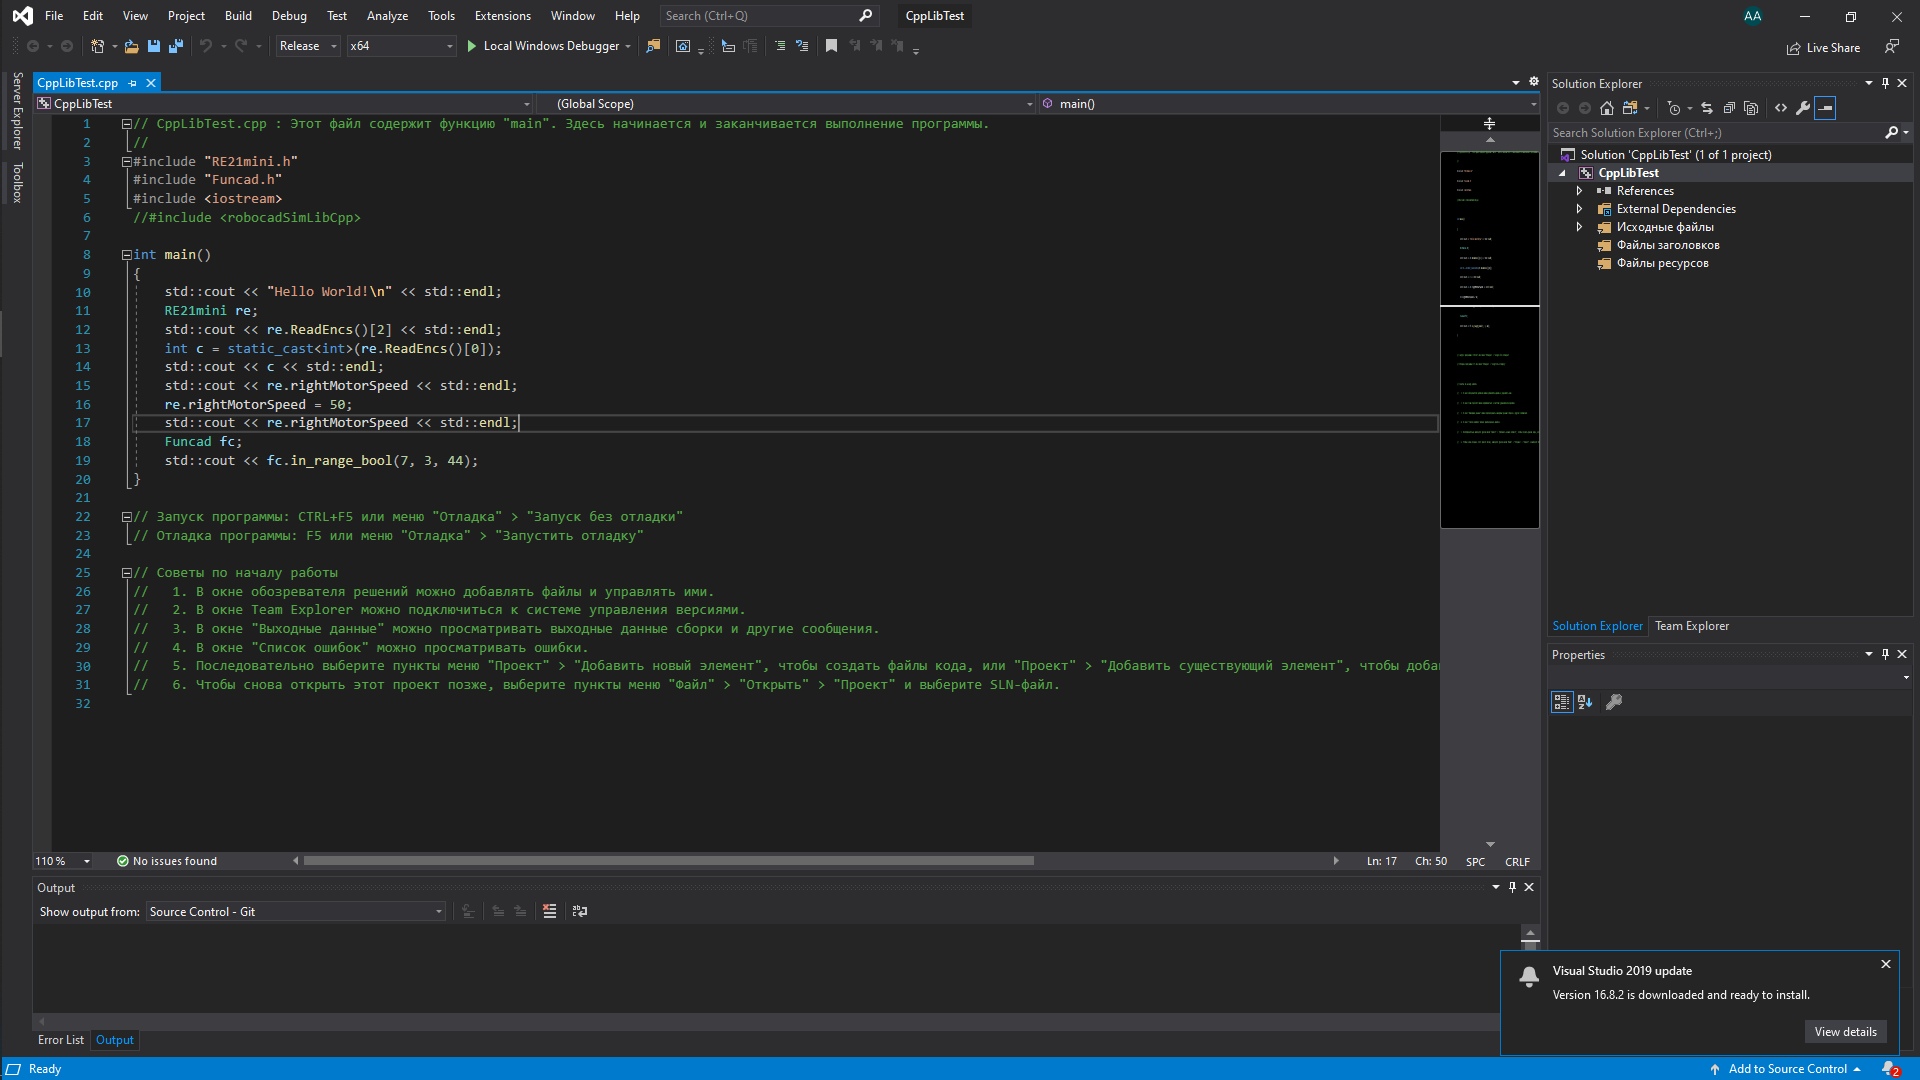 File Edit View Project Build Debug Test Analyze Tools Extensions Window Help Search (Ctrl+Q) CppLibTest AA
Release x64 Local Windows Debugger Live Share
Server Explorer
Toolbox
CppLibTest.cpp
CppLibTest (Global Scope) main()
1 // CppLibTest.cpp : Этот файл содержит функцию "main". Здесь начинается и заканчивается выполнение программы.
2 //
3 #include "RE21mini.h"
4 #include "Funcad.h"
5 #include <iostream>
6 //#include <robocadSimLibCpp>
7
8 int main()
9 {
10 std::cout << "Hello World!\n" << std::endl;
11 RE21mini re;
12 std::cout << re.ReadEncs()[2] << std::endl;
13 int c = static_cast<int>(re.ReadEncs()[0]);
14 std::cout << c << std::endl;
15 std::cout << re.rightMotorSpeed << std::endl;
16 re.rightMotorSpeed = 50;
17 std::cout << re.rightMotorSpeed << std::endl;
18 Funcad fc;
19 std::cout << fc.in_range_bool(7, 3, 44);
20 }
21
22 // Запуск программы: CTRL+F5 или меню "Отладка" > "Запуск без отладки"
23 // Отладка программы: F5 или меню "Отладка" > "Запустить отладку"
24
25 // Советы по началу работы
26 // 1. В окне обозревателя решений можно добавлять файлы и управлять ими.
27 // 2. В окне Team Explorer можно подключиться к системе управления версиями.
28 // 3. В окне "Выходные данные" можно просматривать выходные данные сборки и другие сообщения.
29 // 4. В окне "Список ошибок" можно просматривать ошибки.
30 // 5. Последовательно выберите пункты меню "Проект" > "Добавить новый элемент", чтобы создать файлы кода, или "Проект" > "Добавить существующий элемент", чтобы доба
31 // 6. Чтобы снова открыть этот проект позже, выберите пункты меню "Файл" > "Открыть" > "Проект" и выберите SLN-файл.
32
110 % No issues found Ln: 17 Ch: 50 SPC CRLF
Output
Show output from: Source Control - Git
Error List Output
Solution Explorer
Search Solution Explorer (Ctrl+;)
Solution 'CppLibTest' (1 of 1 project)
CppLibTest
References
External Dependencies
Исходные файлы
Файлы заголовков
Файлы ресурсов
Solution Explorer Team Explorer
Properties
Visual Studio 2019 update
Version 16.8.2 is downloaded and ready to install.
View details
Ready Add to Source Control 2